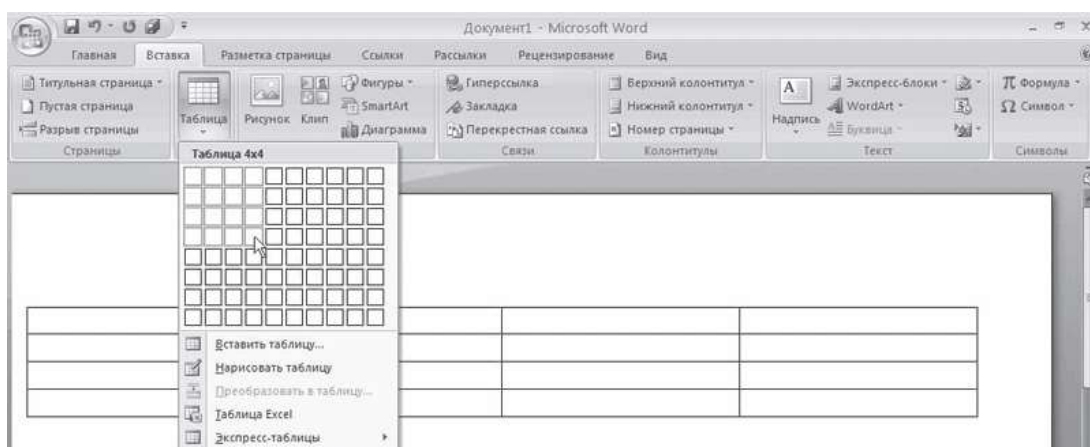 Документ1 - Microsoft Word
Главная Вставка Разметка страницы Ссылки Рассылки Рецензирование Вид
Титульная страница
Пустая страница
Разрыв страницы
Страницы
Таблица
Рисунок
Клип
Фигуры
SmartArt
Диаграмма
Гиперссылка
Закладка
Перекрестная ссылка
Связи
Верхний колонтитул
Нижний колонтитул
Номер страницы
Колонтитулы
A
Надпись
Экспресс-блоки
WordArt
Буквица
Текст
π Формула
Ω Символ
Символы
Таблица 4x4
Вставить таблицу...
Нарисовать таблицу
Преобразовать в таблицу...
Таблица Excel
Экспресс-таблицы